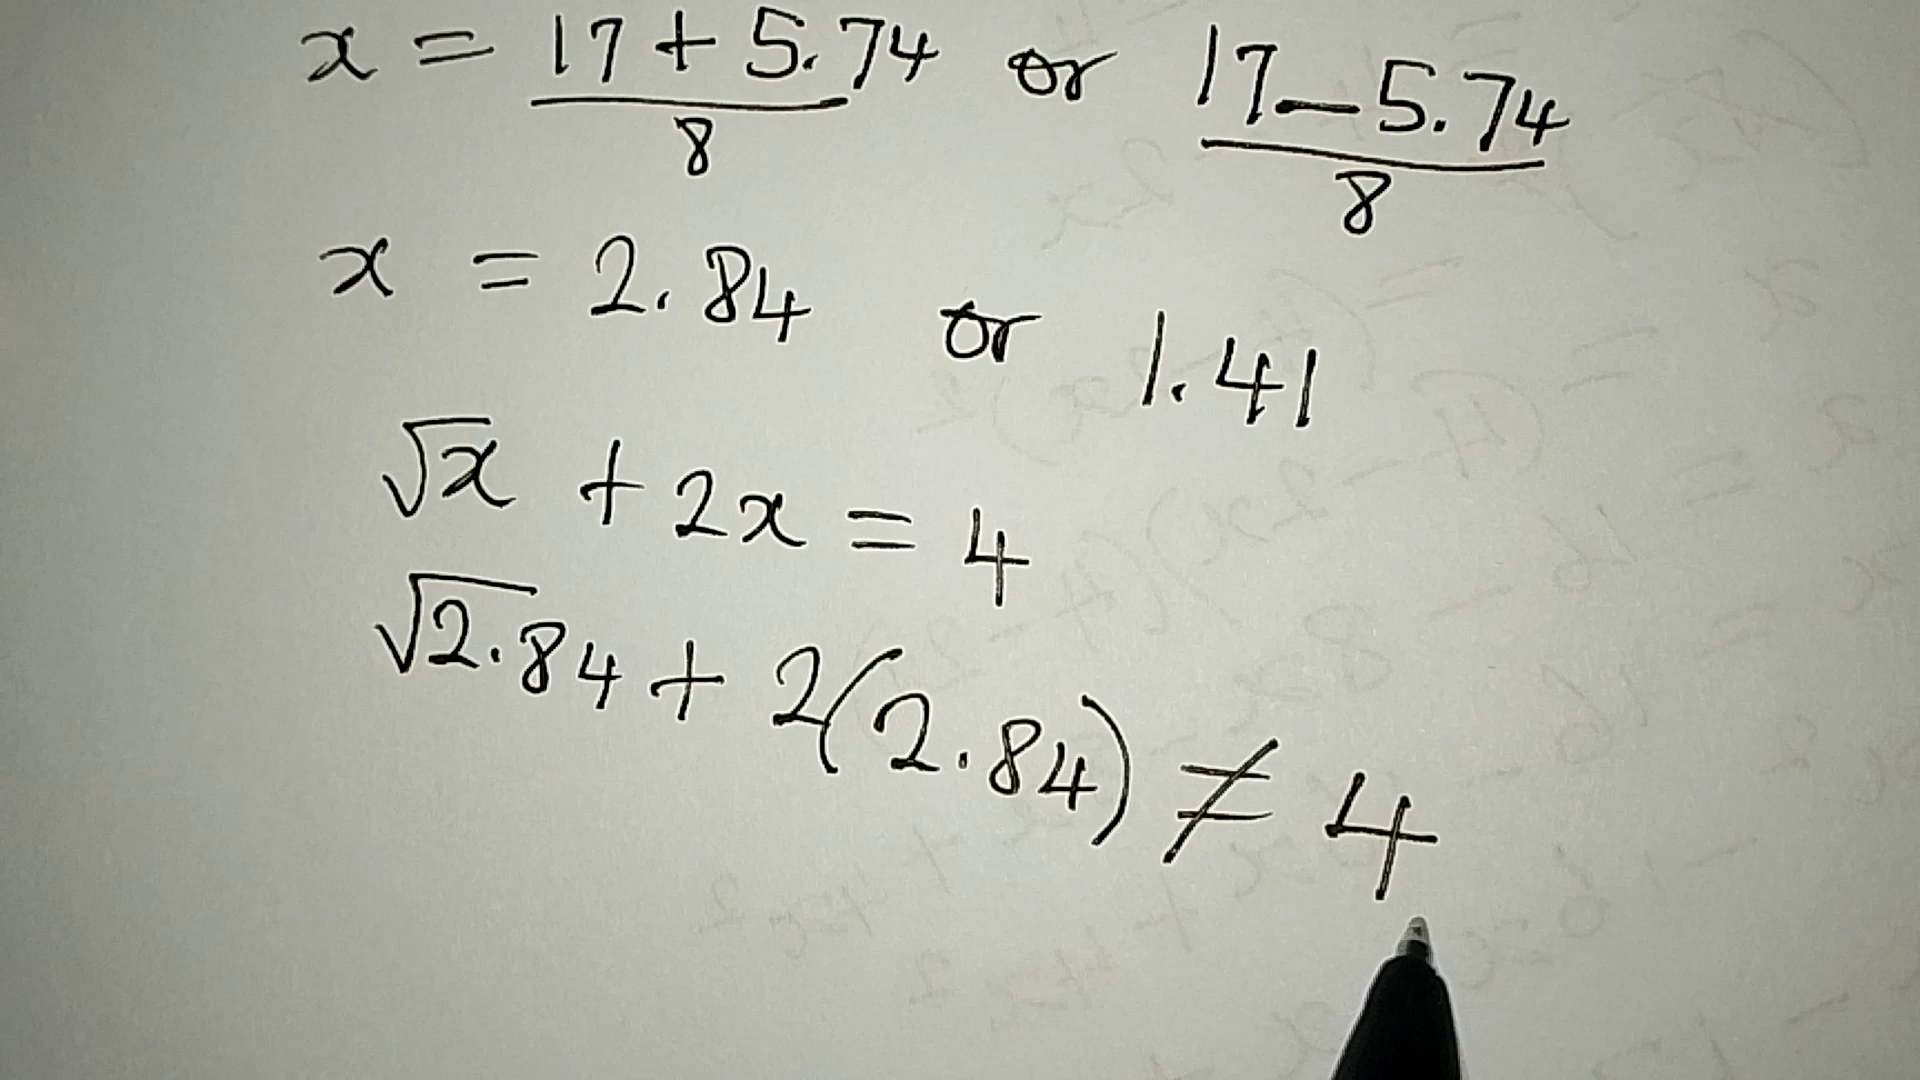 x = 17 + 5.74 / 8 or 17 - 5.74 / 8
x = 2.84 or 1.41
√x + 2x = 4
√2.84 + 2(2.84) ≠ 4